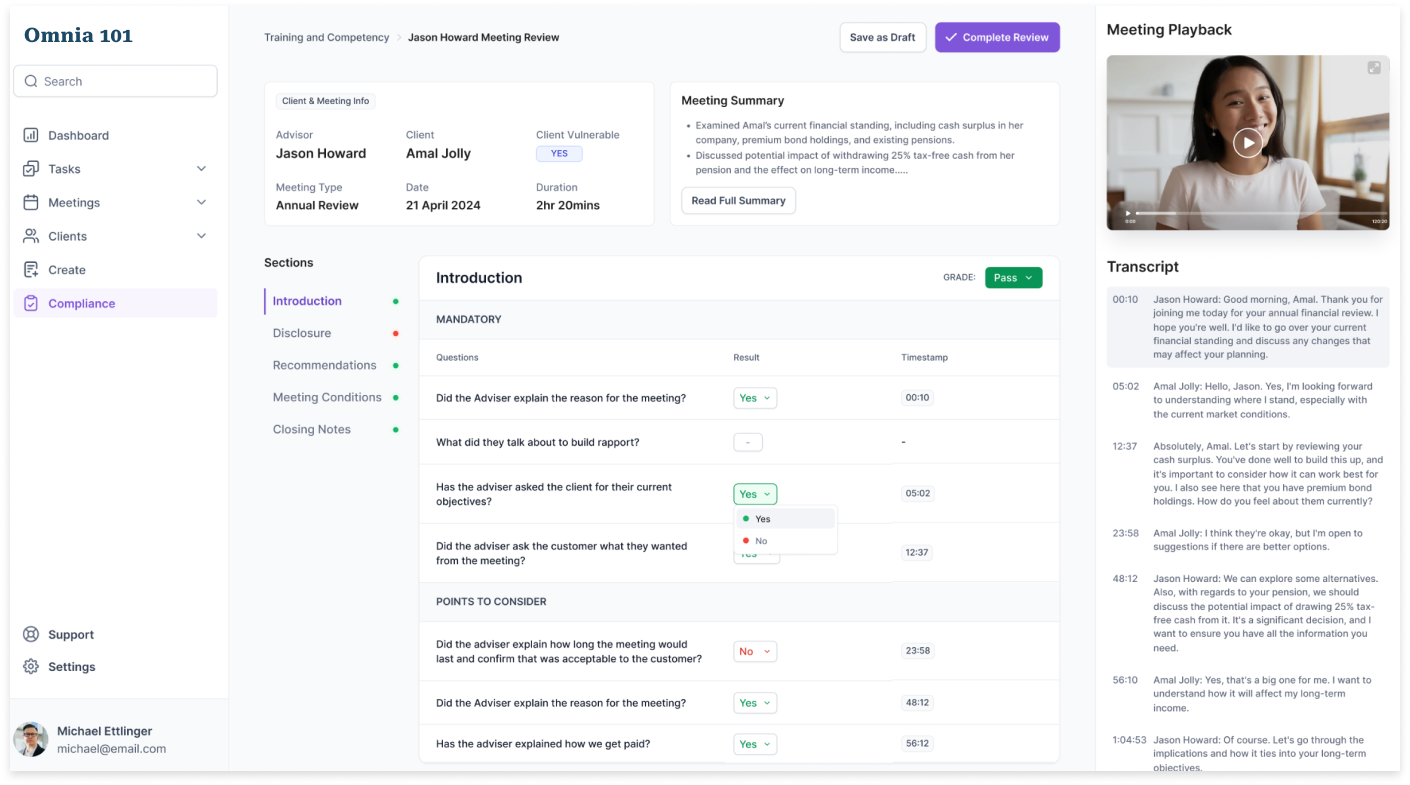 Omnia 101
Search
Dashboard
Tasks
Meetings
Clients
Create
Compliance
Support
Settings
Michael Ettlinger
michael@email.com
Training and Competency > Jason Howard Meeting Review
Save as Draft
Complete Review
Client & Meeting Info
Advisor
Jason Howard
Client
Amal Jolly
Client Vulnerable
YES
Meeting Type
Annual Review
Date
21 April 2024
Duration
2hr 20mins
Meeting Summary
• Examined Amal's current financial standing, including cash surplus in her
company, premium bond holdings, and existing pensions.
• Discussed potential impact of withdrawing 25% tax-free cash from her
pension and the effect on long-term income.....
Read Full Summary
Sections
Introduction
Disclosure
Recommendations
Meeting Conditions
Closing Notes
Introduction
GRADE:
Pass
MANDATORY
Questions
Result
Timestamp
Did the Adviser explain the reason for the meeting?
Yes
00:10
What did they talk about to build rapport?
-
-
Has the adviser asked the client for their current
objectives?
Yes
05:02
Yes
No
Did the adviser ask the customer what they wanted
from the meeting?
Yes
12:37
POINTS TO CONSIDER
Did the adviser explain how long the meeting would
last and confirm that was acceptable to the customer?
No
23:58
Did the Adviser explain the reason for the meeting?
Yes
48:12
Has the adviser explained how we get paid?
Yes
56:12
Meeting Playback
0:00
120:20
Transcript
00:10
Jason Howard: Good morning, Amal. Thank you for
joining me today for your annual financial review. I
hope you're well. I'd like to go over your current
financial standing and discuss any changes that
may affect your planning.
05:02
Amal Jolly: Hello, Jason. Yes, I'm looking forward
to understanding where I stand, especially with
the current market conditions.
12:37
Absolutely, Amal. Let's start by reviewing your
cash surplus. You've done well to build this up, and
it's important to consider how it can work best for
you. I also see here that you have premium bond
holdings. How do you feel about them currently?
23:58
Amal Jolly: I think they're okay, but I'm open to
suggestions if there are better options.
48:12
Jason Howard: We can explore some alternatives.
Also, with regards to your pension, we should
discuss the potential impact of drawing 25% tax-
free cash from it. It's a significant decision, and I
want to ensure you have all the information you
need.
56:10
Amal Jolly: Yes, that's a big one for me. I want to
understand how it will affect my long-term
income.
1:04:53
Jason Howard: Of course. Let's go through the
implications and how it ties into your long-term
objectives.